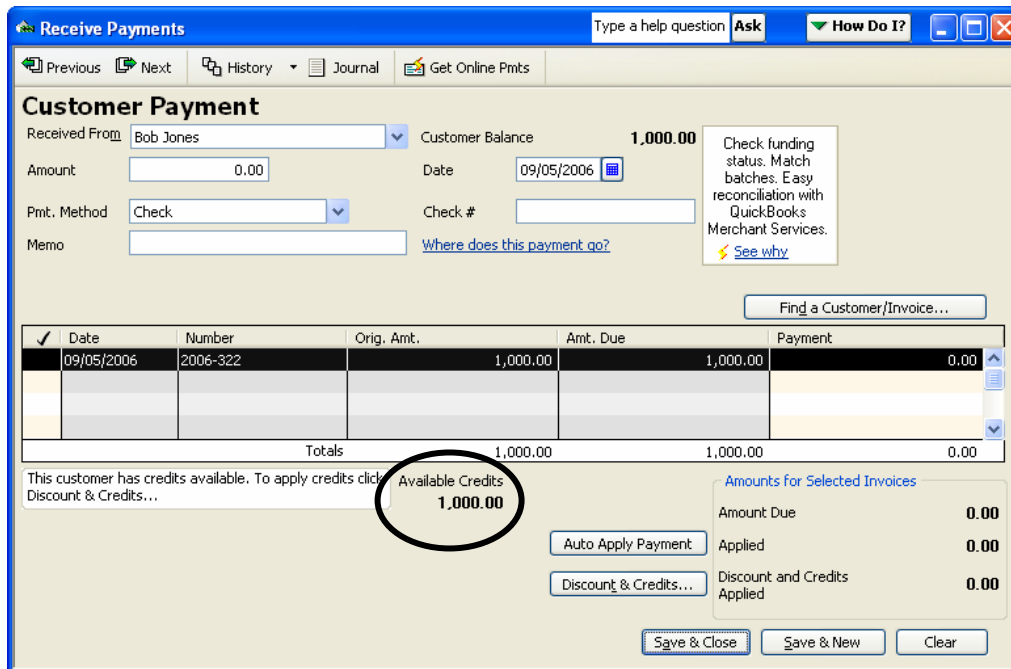 Receive Payments
Type a help question Ask
How Do I?
Previous Next History Journal Get Online Pmts
Customer Payment
Received From Bob Jones
Customer Balance 1,000.00
Amount 0.00
Date 09/05/2006
Pmt. Method Check
Check #
Memo
Where does this payment go?
Check funding
status. Match
batches. Easy
reconciliation with
QuickBooks
Merchant Services.
See why
Find a Customer/Invoice...
Date Number Orig. Amt. Amt. Due Payment
09/05/2006 2006-322 1,000.00 1,000.00 0.00
Totals 1,000.00 1,000.00 0.00
This customer has credits available. To apply credits click
Discount & Credits...
Available Credits
1,000.00
Auto Apply Payment
Discount & Credits...
Amounts for Selected Invoices
Amount Due 0.00
Applied 0.00
Discount and Credits
Applied 0.00
Save & Close Save & New Clear